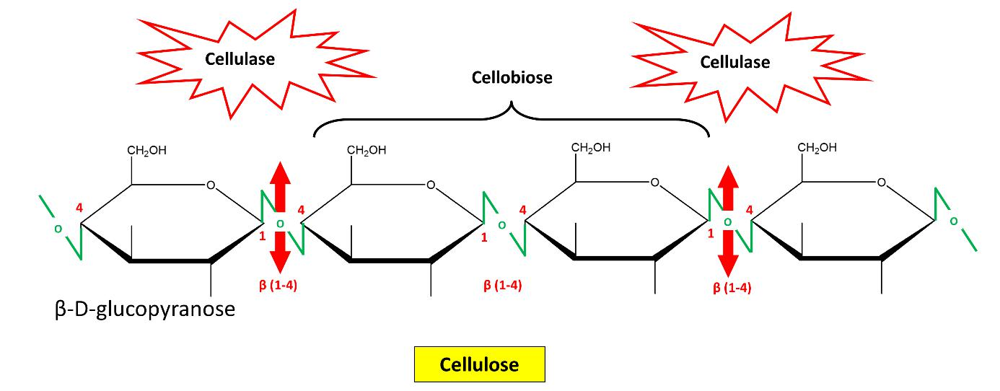 Cellulase
Cellulase
Cellobiose
CH₂OH
CH₂OH
CH₂OH
CH₂OH
O
O
O
O
4
4
4
4
O
O
O
O
O
1
1
1
β (1-4)
β (1-4)
β (1-4)
β-D-glucopyranose
Cellulose